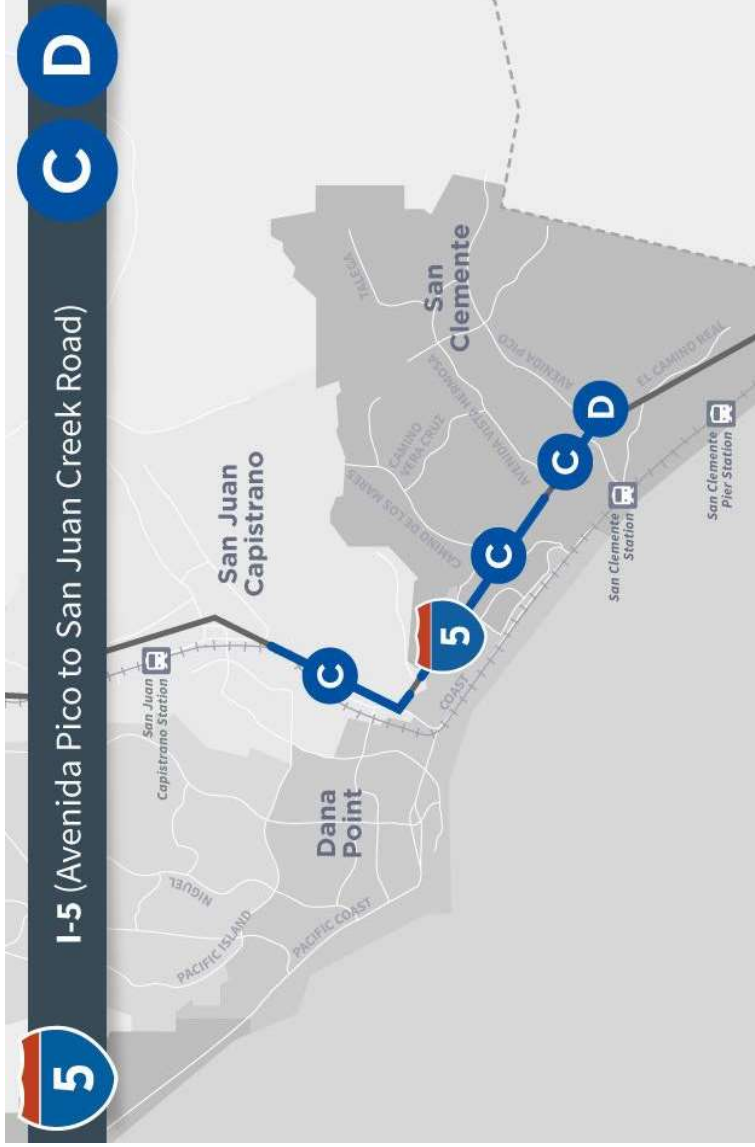 5
I-5 (Avenida Pico to San Juan Creek Road)
C
D
San Juan
Capistrano Station
San Juan
Capistrano
NIGUEL
PACIFIC ISLAND
Dana
Point
PACIFIC COAST
C
5
COAST
CAMINO DE LOS MARES
CAMINO
VERA CRUZ
TALEGA
San
Clemente
AVENIDA VISTA HERMOSA
AVENIDA PICO
C
C
D
EL CAMINO REAL
San Clemente
Station
San Clemente
Pier Station